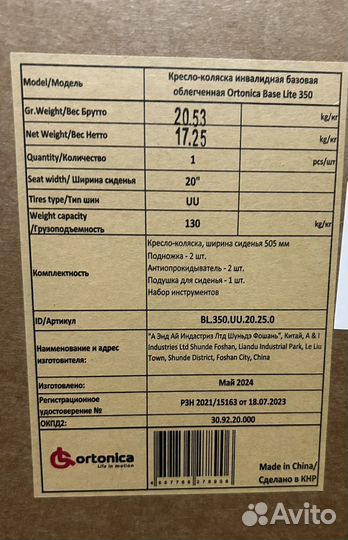 Model/Модель Кресло-коляска инвалидная базовая
облегченная Ortonica Base Lite 350
Gr.Weight/Вес Брутто 20.53 kg/кг
Net Weight/Вес Нетто 17.25 kg/кг
Quantity/Количество 1 pcs/шт
Seat width/ Ширина сиденья 20"
Tires type/Тип шин UU
Weight capacity
/Грузоподъемность 130 kg/кг
Комплектность
Кресло-коляска, ширина сиденья 505 мм
Подножка - 2 шт.
Антиопрокидыватель - 2 шт.
Подушка для сиденья - 1 шт.
Набор инструментов
ID/Артикул BL.350.UU.20.25.0
Наименование и адрес
изготовителя:
"А Энд Ай Индастриз Лтд Шуньдэ Фошань", Китай, A & I
Industries Ltd Shunde Foshan, Liandu Industrial Park, Le Liu
Town, Shunde District, Foshan City, China
Изготовлено: Май 2024
Регистрационное
удостоверение № РЗН 2021/15163 от 18.07.2023
ОКПД2: 30.92.20.000
ortonica
Life in motion
Made in China/
Сделано в КНР
Avito